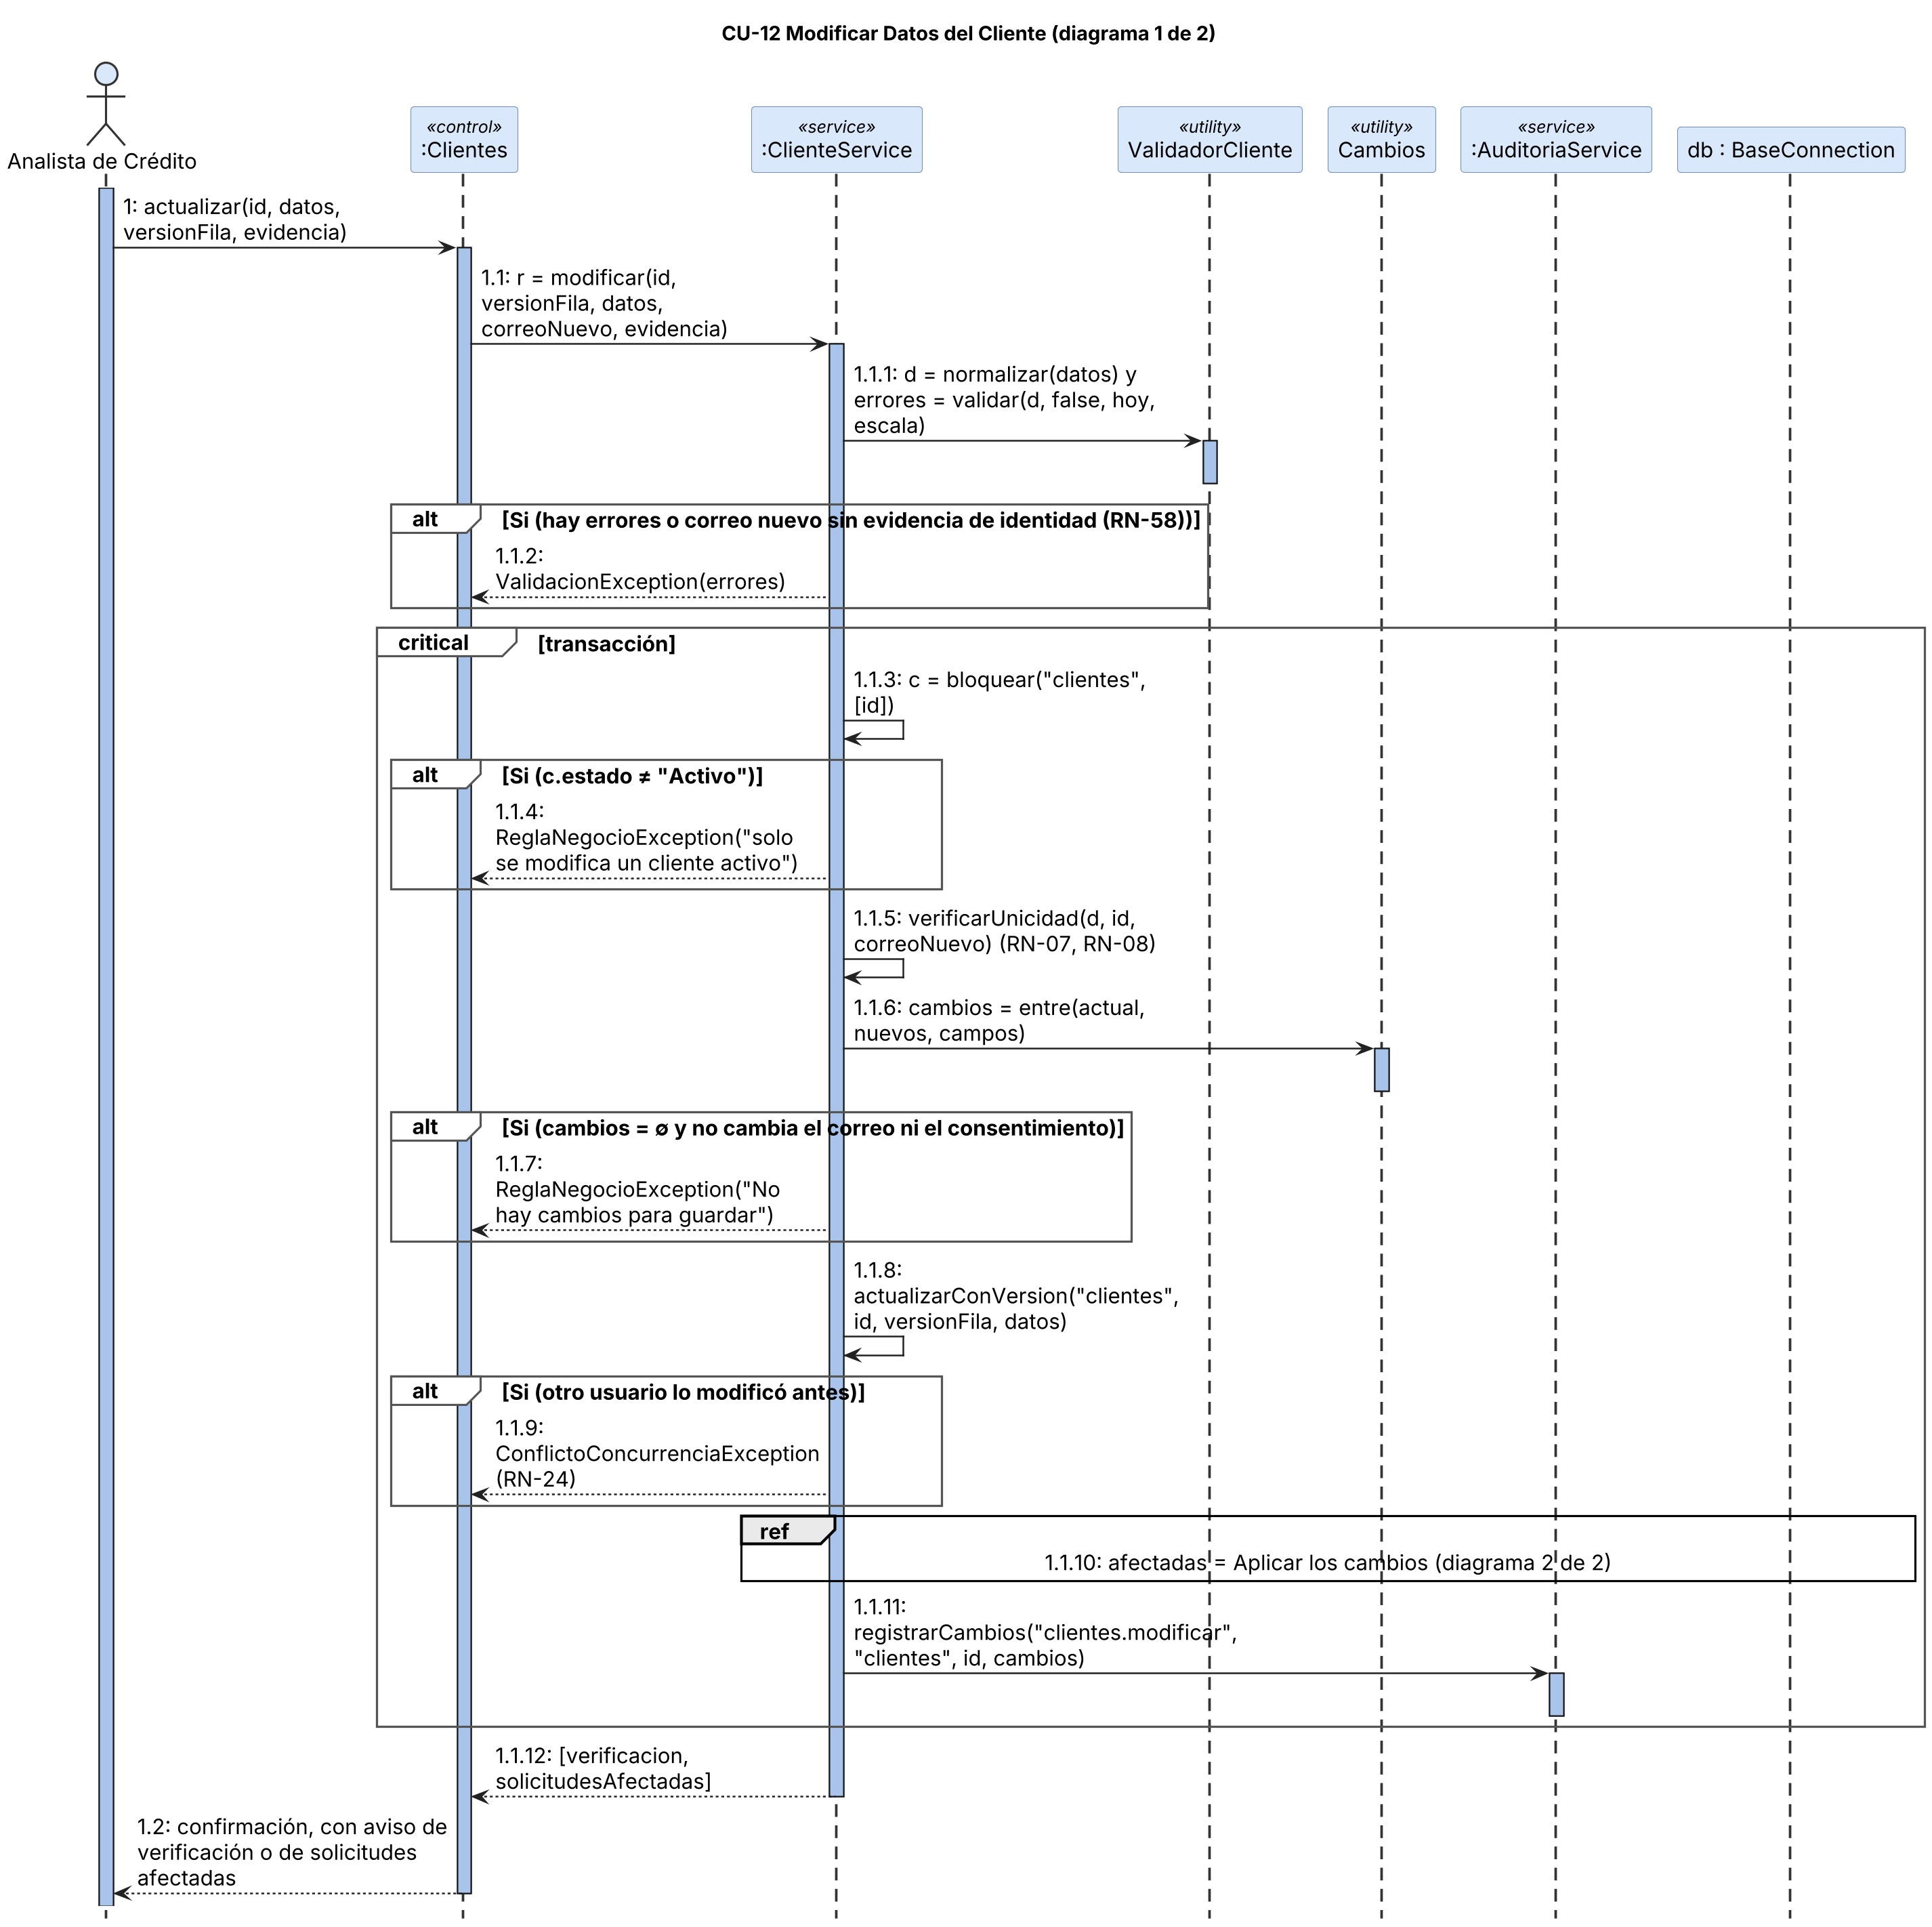 CU-12 Modificar Datos del Cliente (diagrama 1 de 2)
Analista de Crédito
«control»
:Clientes
«service»
:ClienteService
«utility»
ValidadorCliente
«utility»
Cambios
«service»
:AuditoriaService
db : BaseConnection
1: actualizar(id, datos,
versionFila, evidencia)
1.1: r = modificar(id,
versionFila, datos,
correoNuevo, evidencia)
1.1.1: d = normalizar(datos) y
errores = validar(d, false, hoy,
escala)
alt [Si (hay errores o correo nuevo sin evidencia de identidad (RN-58))]
1.1.2:
ValidacionException(errores)
critical [transacción]
1.1.3: c = bloquear("clientes",
[id])
alt [Si (c.estado ≠ "Activo")]
1.1.4:
ReglaNegocioException("solo
se modifica un cliente activo")
1.1.5: verificarUnicidad(d, id,
correoNuevo) (RN-07, RN-08)
1.1.6: cambios = entre(actual,
nuevos, campos)
alt [Si (cambios = ∅ y no cambia el correo ni el consentimiento)]
1.1.7:
ReglaNegocioException("No
hay cambios para guardar")
1.1.8:
actualizarConVersion("clientes",
id, versionFila, datos)
alt [Si (otro usuario lo modificó antes)]
1.1.9:
ConflictoConcurrenciaException
(RN-24)
ref
1.1.10: afectadas = Aplicar los cambios (diagrama 2 de 2)
1.1.11:
registrarCambios("clientes.modificar",
"clientes", id, cambios)
1.1.12: [verificacion,
solicitudesAfectadas]
1.2: confirmación, con aviso de
verificación o de solicitudes
afectadas